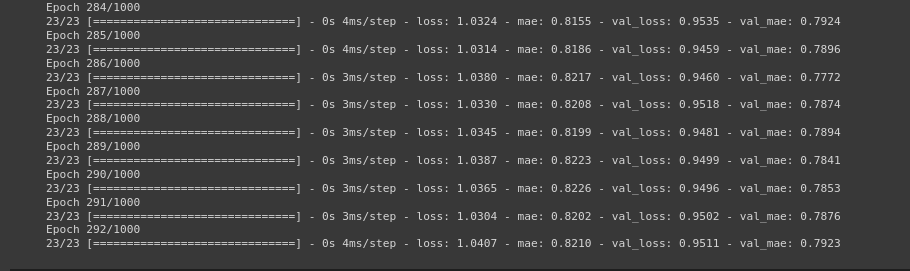 Epoch 284/1000
23/23 [==============================] - 0s 4ms/step - loss: 1.0324 - mae: 0.8155 - val_loss: 0.9535 - val_mae: 0.7924
Epoch 285/1000
23/23 [==============================] - 0s 4ms/step - loss: 1.0314 - mae: 0.8186 - val_loss: 0.9459 - val_mae: 0.7896
Epoch 286/1000
23/23 [==============================] - 0s 3ms/step - loss: 1.0380 - mae: 0.8217 - val_loss: 0.9460 - val_mae: 0.7772
Epoch 287/1000
23/23 [==============================] - 0s 3ms/step - loss: 1.0330 - mae: 0.8208 - val_loss: 0.9518 - val_mae: 0.7874
Epoch 288/1000
23/23 [==============================] - 0s 3ms/step - loss: 1.0345 - mae: 0.8199 - val_loss: 0.9481 - val_mae: 0.7894
Epoch 289/1000
23/23 [==============================] - 0s 3ms/step - loss: 1.0387 - mae: 0.8223 - val_loss: 0.9499 - val_mae: 0.7841
Epoch 290/1000
23/23 [==============================] - 0s 3ms/step - loss: 1.0365 - mae: 0.8226 - val_loss: 0.9496 - val_mae: 0.7853
Epoch 291/1000
23/23 [==============================] - 0s 3ms/step - loss: 1.0304 - mae: 0.8202 - val_loss: 0.9502 - val_mae: 0.7876
Epoch 292/1000
23/23 [==============================] - 0s 4ms/step - loss: 1.0407 - mae: 0.8210 - val_loss: 0.9511 - val_mae: 0.7923